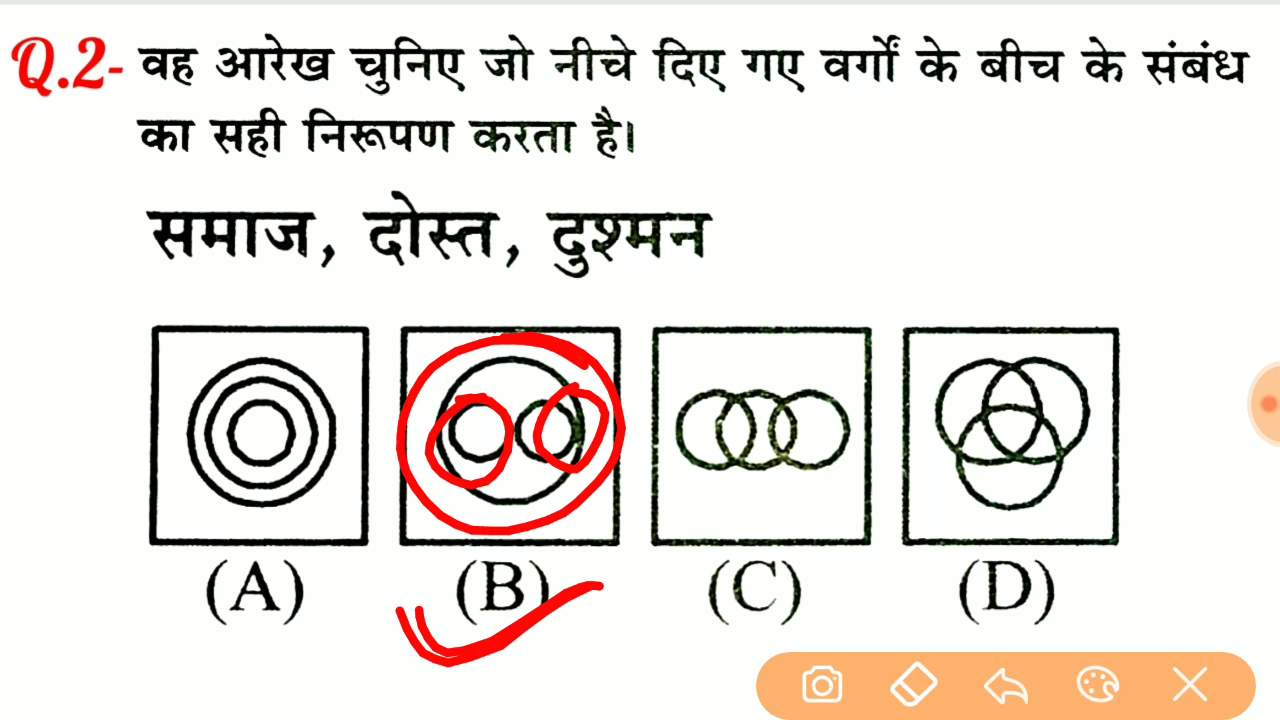 Q.2- वह आरेख चुनिए जो नीचे दिए गए वर्गों के बीच के संबंध
का सही निरूपण करता है।
समाज, दोस्त, दुश्मन
(A) (B) (C) (D)